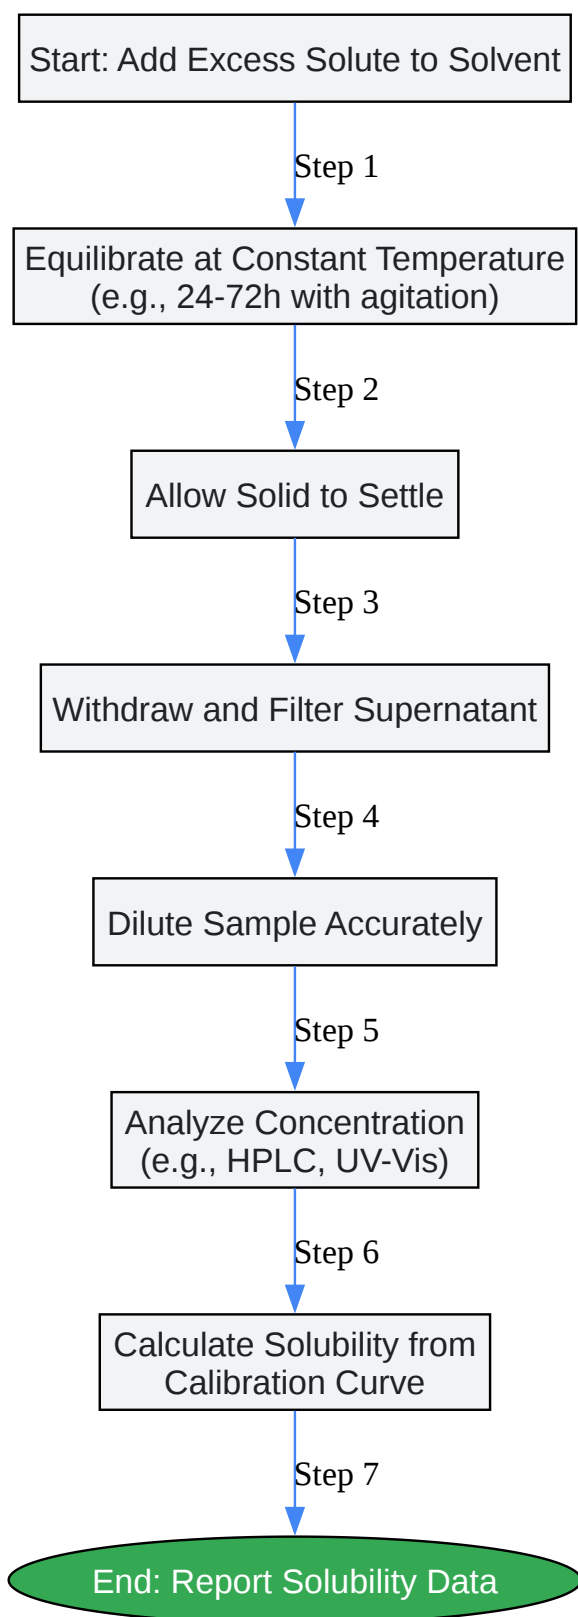 Start: Add Excess Solute to Solvent
Step 1
Equilibrate at Constant Temperature
(e.g., 24-72h with agitation)
Step 2
Allow Solid to Settle
Step 3
Withdraw and Filter Supernatant
Step 4
Dilute Sample Accurately
Step 5
Analyze Concentration
(e.g., HPLC, UV-Vis)
Step 6
Calculate Solubility from
Calibration Curve
Step 7
End: Report Solubility Data